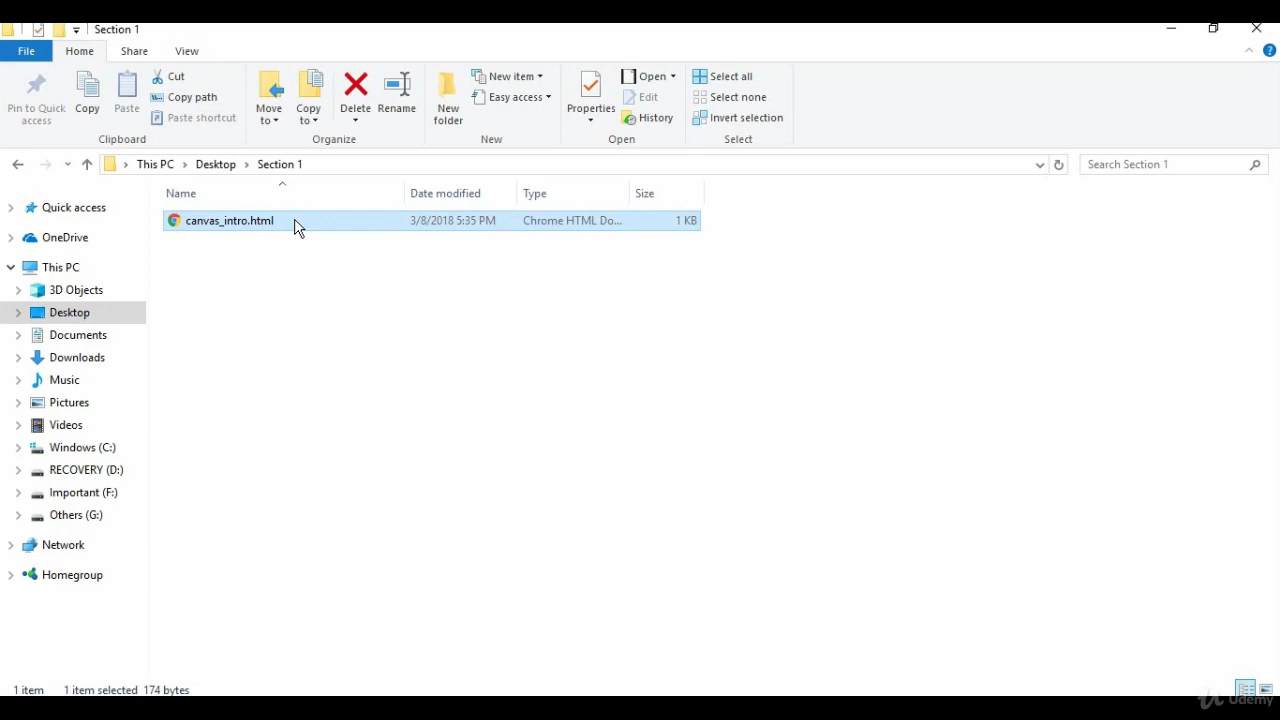 Section 1
File Home Share View
Pin to Quick access
Copy
Paste
Cut
Copy path
Paste shortcut
Clipboard
Move to
Copy to
Delete
Rename
Organize
New folder
New item
Easy access
New
Properties
Open
Edit
History
Open
Select all
Select none
Invert selection
Select
This PC Desktop Section 1
Search Section 1
Name Date modified Type Size
canvas_intro.html 3/8/2018 5:35 PM Chrome HTML Do... 1 KB
Quick access
OneDrive
This PC
3D Objects
Desktop
Documents
Downloads
Music
Pictures
Videos
Windows (C:)
RECOVERY (D:)
Important (F:)
Others (G:)
Network
Homegroup
1 item 1 item selected 174 bytes
Udemy